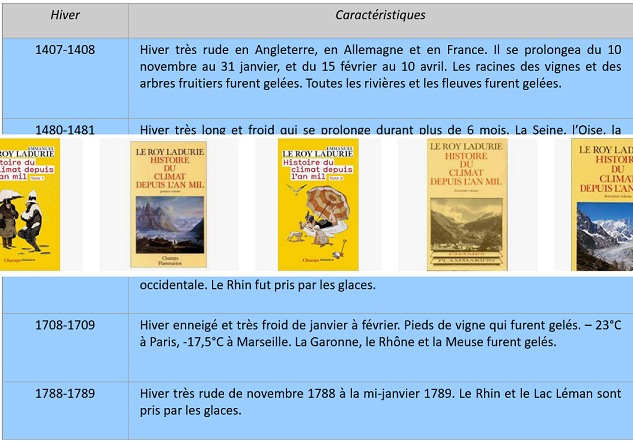 Hiver Caractéristiques
1407-1408 Hiver très rude en Angleterre, en Allemagne et en France. Il se prolongea du 10
novembre au 31 janvier, et du 15 février au 10 avril. Les racines des vignes et des
arbres fruitiers furent gelées. Toutes les rivières et les fleuves furent gelées.
1480-1481 Hiver très long et froid qui se prolonge durant plus de 6 mois. La Seine, l'Oise, la
EMMANUEL
LE ROY LADURIE
histoire du
climat depuis
l'an mil Tome
Champs histoire
LE ROY LADURIE
HISTOIRE
DU
CLIMAT
DEPUIS L'AN MIL
premier volume
Champs
Flammarion
EMMANUEL
LE ROY LADURIE
Histoire du
climat depuis
l'an mil Tome
Champs histoire
LE ROY LADURIE
HISTOIRE
DU
CLIMAT
DEPUIS L'AN MIL
deuxième volume
CHAMPS
FLAMMARION
LE ROY LADU
HISTOIR
DU
CLIMA
DEPUIS L'AN
occidentale. Le Rhin fut pris par les glaces.
1708-1709 Hiver enneigé et très froid de janvier à février. Pieds de vigne qui furent gelés. – 23°C
à Paris, -17,5°C à Marseille. La Garonne, le Rhône et la Meuse furent gelés.
1788-1789 Hiver très rude de novembre 1788 à la mi-janvier 1789. Le Rhin et le Lac Léman sont
pris par les glaces.